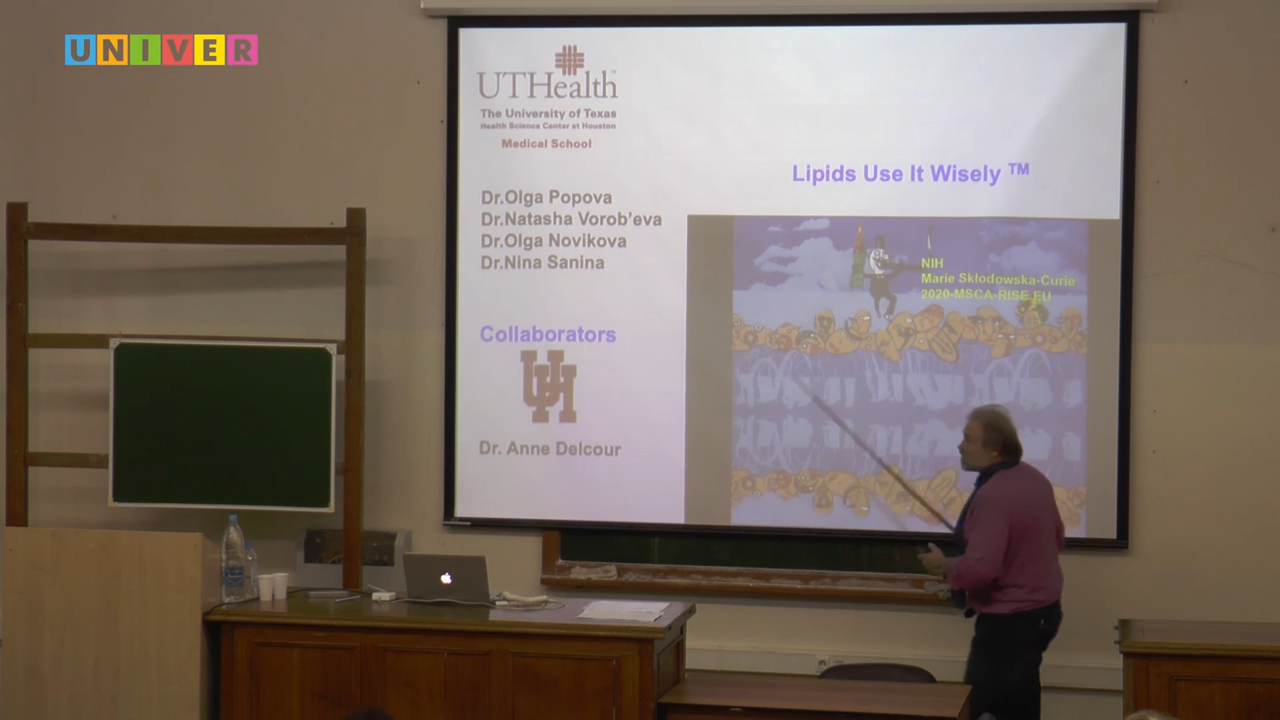 UNIVER
UTHealth
The University of Texas
Health Science Center at Houston
Medical School
Dr.Olga Popova
Dr.Natasha Vorob'eva
Dr.Olga Novikova
Dr.Nina Sanina
Collaborators
UH
Dr. Anne Delcour
Lipids Use It Wisely ™
NIH
Marie Skłodowska-Curie
2020-MSCA-RISE-EU